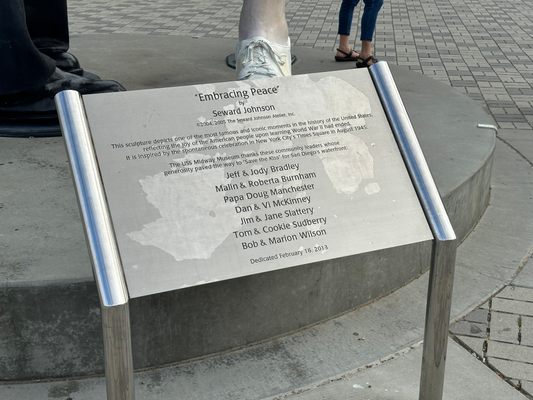 "Embracing Peace"
by
Seward Johnson
©2004, 2005 The Seward Johnson Atelier, Inc.
This sculpture depicts one of the most famous and iconic moments in the history of the United States,
reflecting the joy of the American people upon learning World War II had ended.
It is inspired by the spontaneous celebration in New York City's Times Square in August 1945.
The USS Midway Museum thanks these community leaders whose
generosity paved the way to 'Save the Kiss' for San Diego's waterfront.
Jeff & Jody Bradley
Malin & Roberta Burnham
Papa Doug Manchester
Dan & Vi McKinney
Jim & Jane Slattery
Tom & Cookie Sudberry
Bob & Marion Wilson
Dedicated February 16, 2013